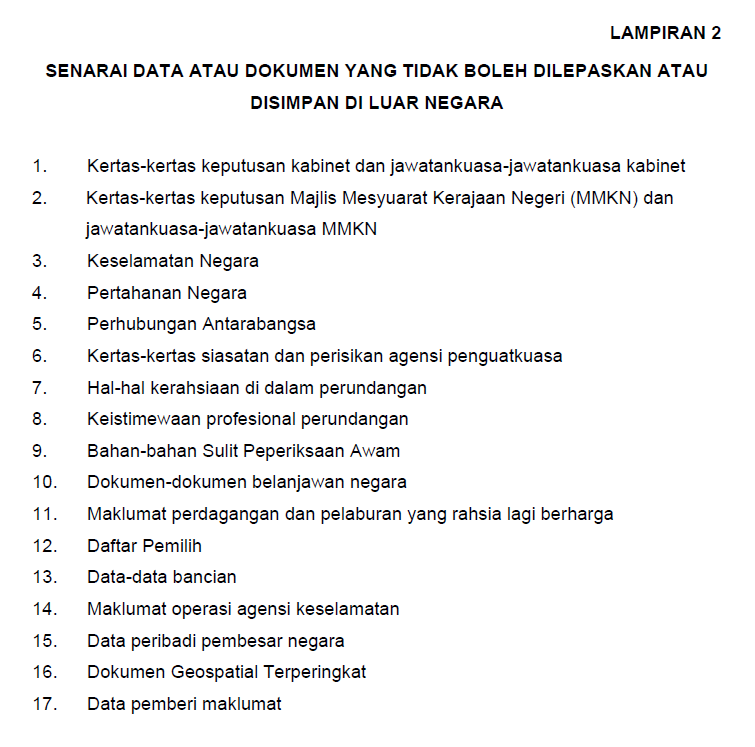 LAMPIRAN 2
SENARAI DATA ATAU DOKUMEN YANG TIDAK BOLEH DILEPASKAN ATAU
DISIMPAN DI LUAR NEGARA
1. Kertas-kertas keputusan kabinet dan jawatankuasa-jawatankuasa kabinet
2. Kertas-kertas keputusan Majlis Mesyuarat Kerajaan Negeri (MMKN) dan
jawatankuasa-jawatankuasa MMKN
3. Keselamatan Negara
4. Pertahanan Negara
5. Perhubungan Antarabangsa
6. Kertas-kertas siasatan dan perisikan agensi penguatkuasa
7. Hal-hal kerahsiaan di dalam perundangan
8. Keistimewaan profesional perundangan
9. Bahan-bahan Sulit Peperiksaan Awam
10. Dokumen-dokumen belanjawan negara
11. Maklumat perdagangan dan pelaburan yang rahsia lagi berharga
12. Daftar Pemilih
13. Data-data bancian
14. Maklumat operasi agensi keselamatan
15. Data peribadi pembesar negara
16. Dokumen Geospatial Terperingkat
17. Data pemberi maklumat